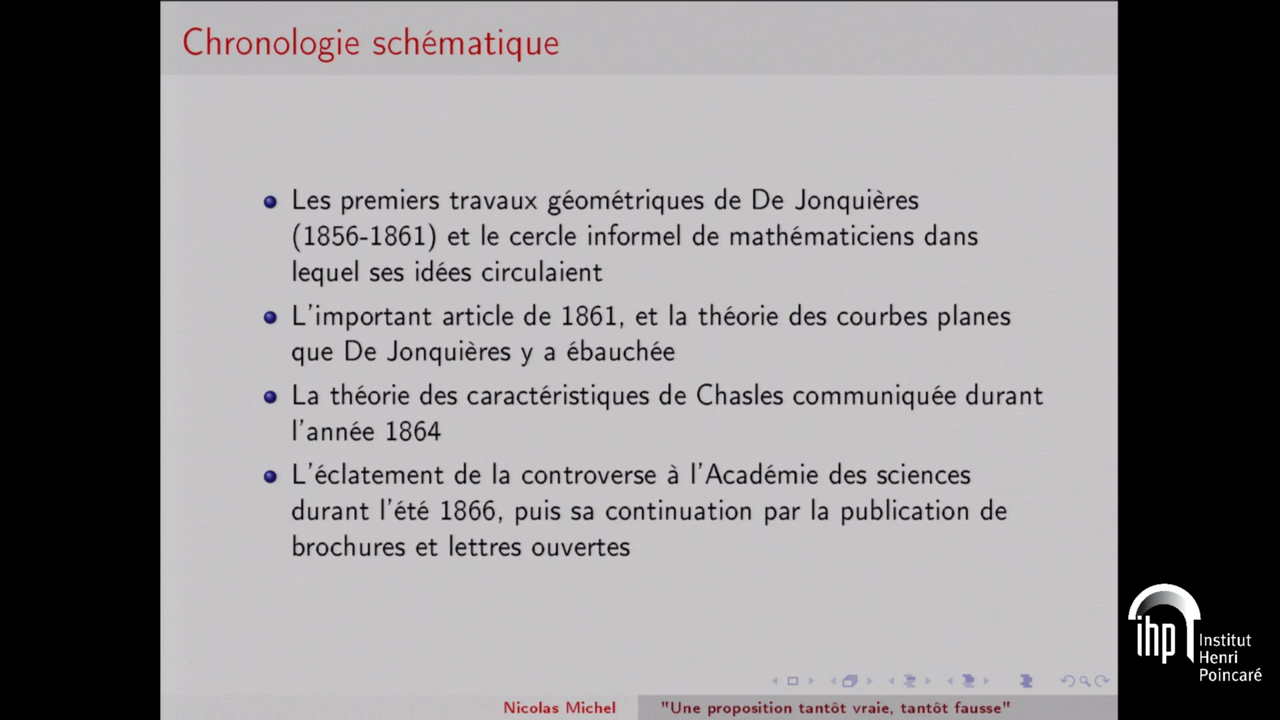 Chronologie schématique
Les premiers travaux géométriques de De Jonquières
(1856-1861) et le cercle informel de mathématiciens dans
lequel ses idées circulaient
L'important article de 1861, et la théorie des courbes planes
que De Jonquières y a ébauchée
La théorie des caractéristiques de Chasles communiquée durant
l'année 1864
L'éclatement de la controverse à l'Académie des sciences
durant l'été 1866, puis sa continuation par la publication de
brochures et lettres ouvertes
ihp Institut
Henri
Poincaré
Nicolas Michel "Une proposition tantôt vraie, tantôt fausse"